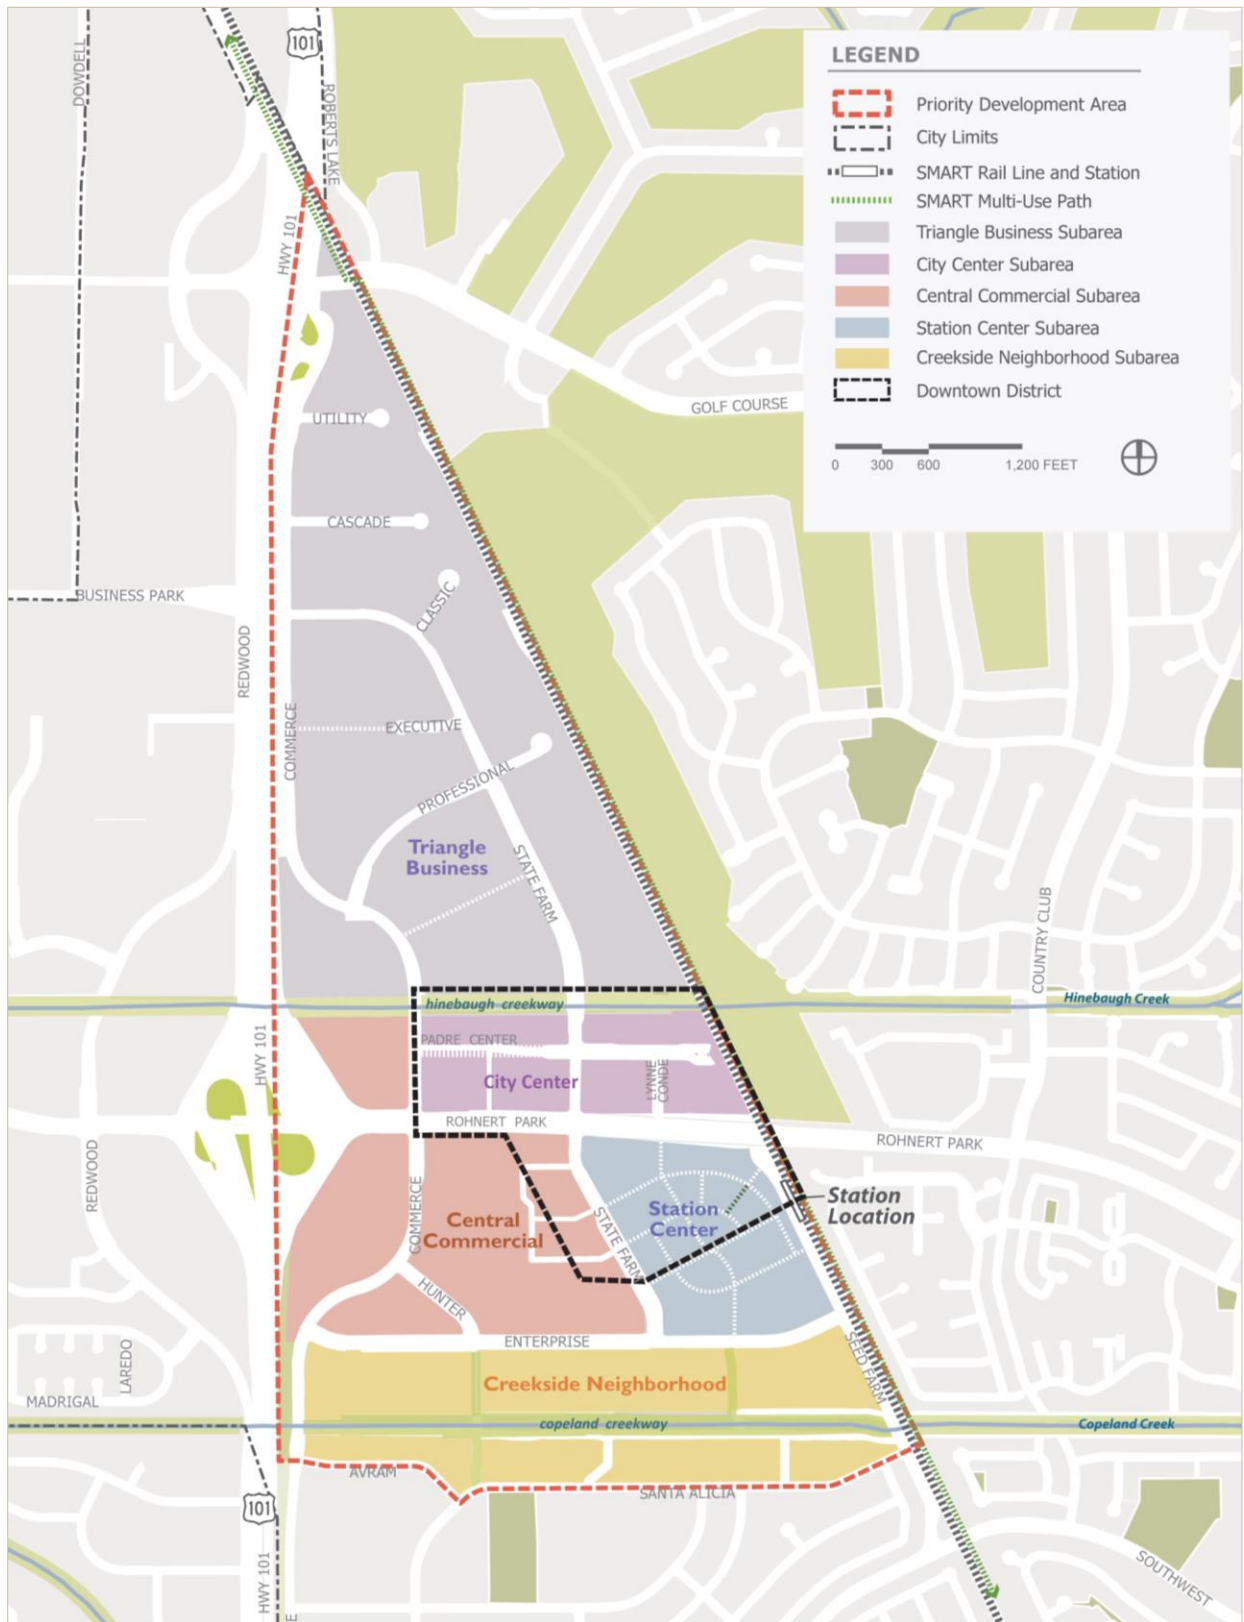 DOWDELL
101
ROBERTS LAKE
HWY 101
LEGEND
Priority Development Area
City Limits
SMART Rail Line and Station
SMART Multi-Use Path
Triangle Business Subarea
City Center Subarea
Central Commercial Subarea
Station Center Subarea
Creekside Neighborhood Subarea
Downtown District
0 300 600 1,200 FEET
GOLF COURSE
UTILITY
CASCADE
CLASSIC
BUSINESS PARK
REDWOOD
COMMERCE
EXECUTIVE
PROFESSIONAL
Triangle
Business
STATE FARM
COUNTRY CLUB
hinebaugh creekway
Hinebaugh Creek
HWY 101
PADRE CENTER
City Center
LYNNE
CONDE
ROHNERT PARK
ROHNERT PARK
REDWOOD
COMMERCE
Central
Commercial
STATE FARM
Station
Center
Station
Location
HUNTER
ENTERPRISE
SEED FARM
LAREDO
MADRIGAL
Creekside Neighborhood
copeland creekway
Copeland Creek
AVRAM
SANTA ALICIA
101
HWY 101
E
SOUTHWEST